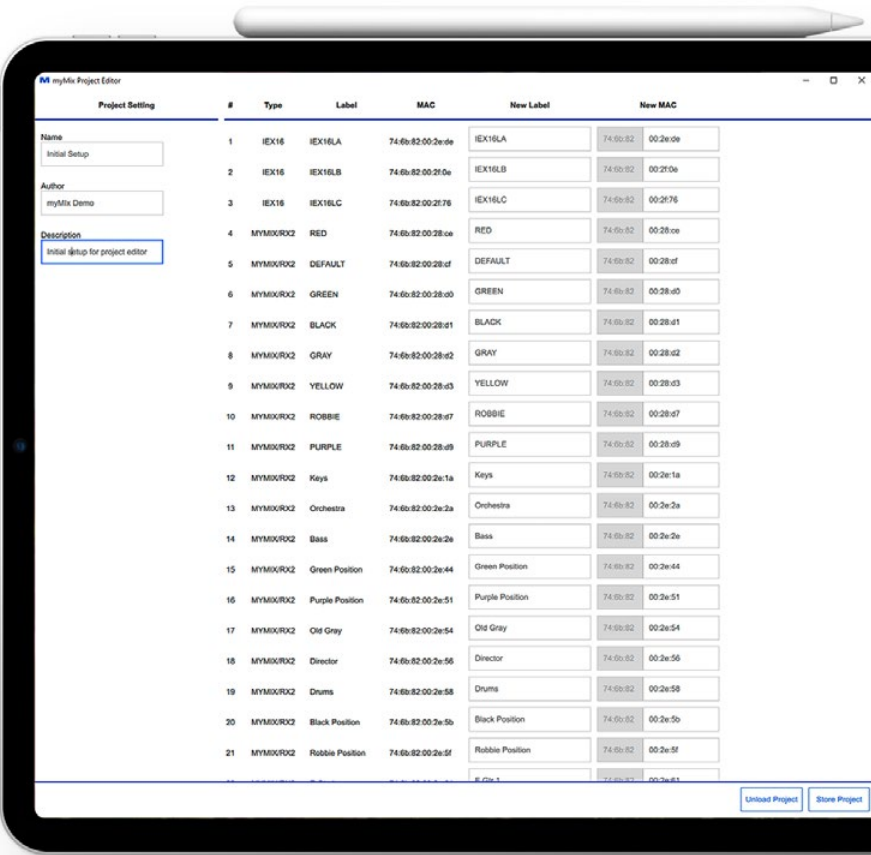 M myMix Project Editor
Project Setting
Name
Initial Setup
Author
myMix Demo
Description
Initial setup for project editor
# Type Label MAC New Label New MAC
1 IEX16 IEX16LA 74:6b:82:00:2e:de IEX16LA 74:6b:82 00:2e:de
2 IEX16 IEX16LB 74:6b:82:00:2f:0e IEX16LB 74:6b:82 00:2f:0e
3 IEX16 IEX16LC 74:6b:82:00:2f:76 IEX16LC 74:6b:82 00:2f:76
4 MYMIX/RX2 RED 74:6b:82:00:28:ce RED 74:6b:82 00:28:ce
5 MYMIX/RX2 DEFAULT 74:6b:82:00:28:cf DEFAULT 74:6b:82 00:28:cf
6 MYMIX/RX2 GREEN 74:6b:82:00:28:d0 GREEN 74:6b:82 00:28:d0
7 MYMIX/RX2 BLACK 74:6b:82:00:28:d1 BLACK 74:6b:82 00:28:d1
8 MYMIX/RX2 GRAY 74:6b:82:00:28:d2 GRAY 74:6b:82 00:28:d2
9 MYMIX/RX2 YELLOW 74:6b:82:00:28:d3 YELLOW 74:6b:82 00:28:d3
10 MYMIX/RX2 ROBBIE 74:6b:82:00:28:d7 ROBBIE 74:6b:82 00:28:d7
11 MYMIX/RX2 PURPLE 74:6b:82:00:28:d9 PURPLE 74:6b:82 00:28:d9
12 MYMIX/RX2 Keys 74:6b:82:00:2e:1a Keys 74:6b:82 00:2e:1a
13 MYMIX/RX2 Orchestra 74:6b:82:00:2e:2a Orchestra 74:6b:82 00:2e:2a
14 MYMIX/RX2 Bass 74:6b:82:00:2e:2e Bass 74:6b:82 00:2e:2e
15 MYMIX/RX2 Green Position 74:6b:82:00:2e:44 Green Position 74:6b:82 00:2e:44
16 MYMIX/RX2 Purple Position 74:6b:82:00:2e:51 Purple Position 74:6b:82 00:2e:51
17 MYMIX/RX2 Old Gray 74:6b:82:00:2e:54 Old Gray 74:6b:82 00:2e:54
18 MYMIX/RX2 Director 74:6b:82:00:2e:56 Director 74:6b:82 00:2e:56
19 MYMIX/RX2 Drums 74:6b:82:00:2e:58 Drums 74:6b:82 00:2e:58
20 MYMIX/RX2 Black Position 74:6b:82:00:2e:5b Black Position 74:6b:82 00:2e:5b
21 MYMIX/RX2 Robbie Position 74:6b:82:00:2e:5f Robbie Position 74:6b:82 00:2e:5f
Unload Project Store Project